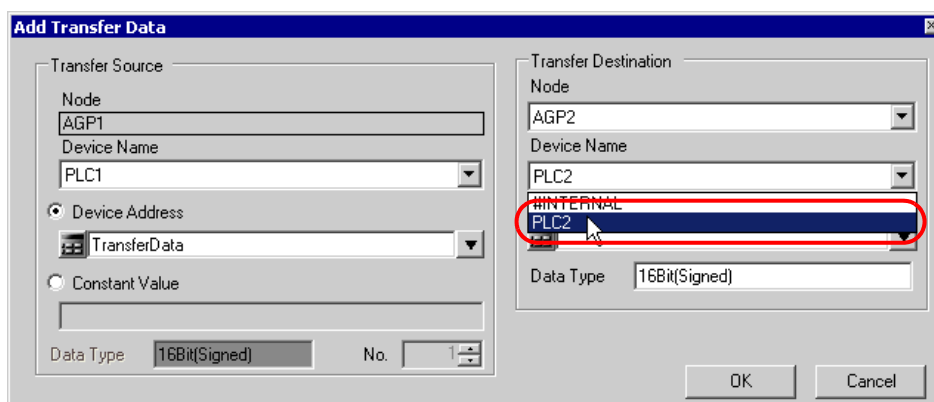 Add Transfer Data
Transfer Source
Node
AGP1
Device Name
PLC1
Device Address
TransferData
Constant Value
Data Type 16Bit(Signed) No. 1
Transfer Destination
Node
AGP2
Device Name
PLC2
#INTERNAL
PLC2
Data Type 16Bit(Signed)
OK Cancel